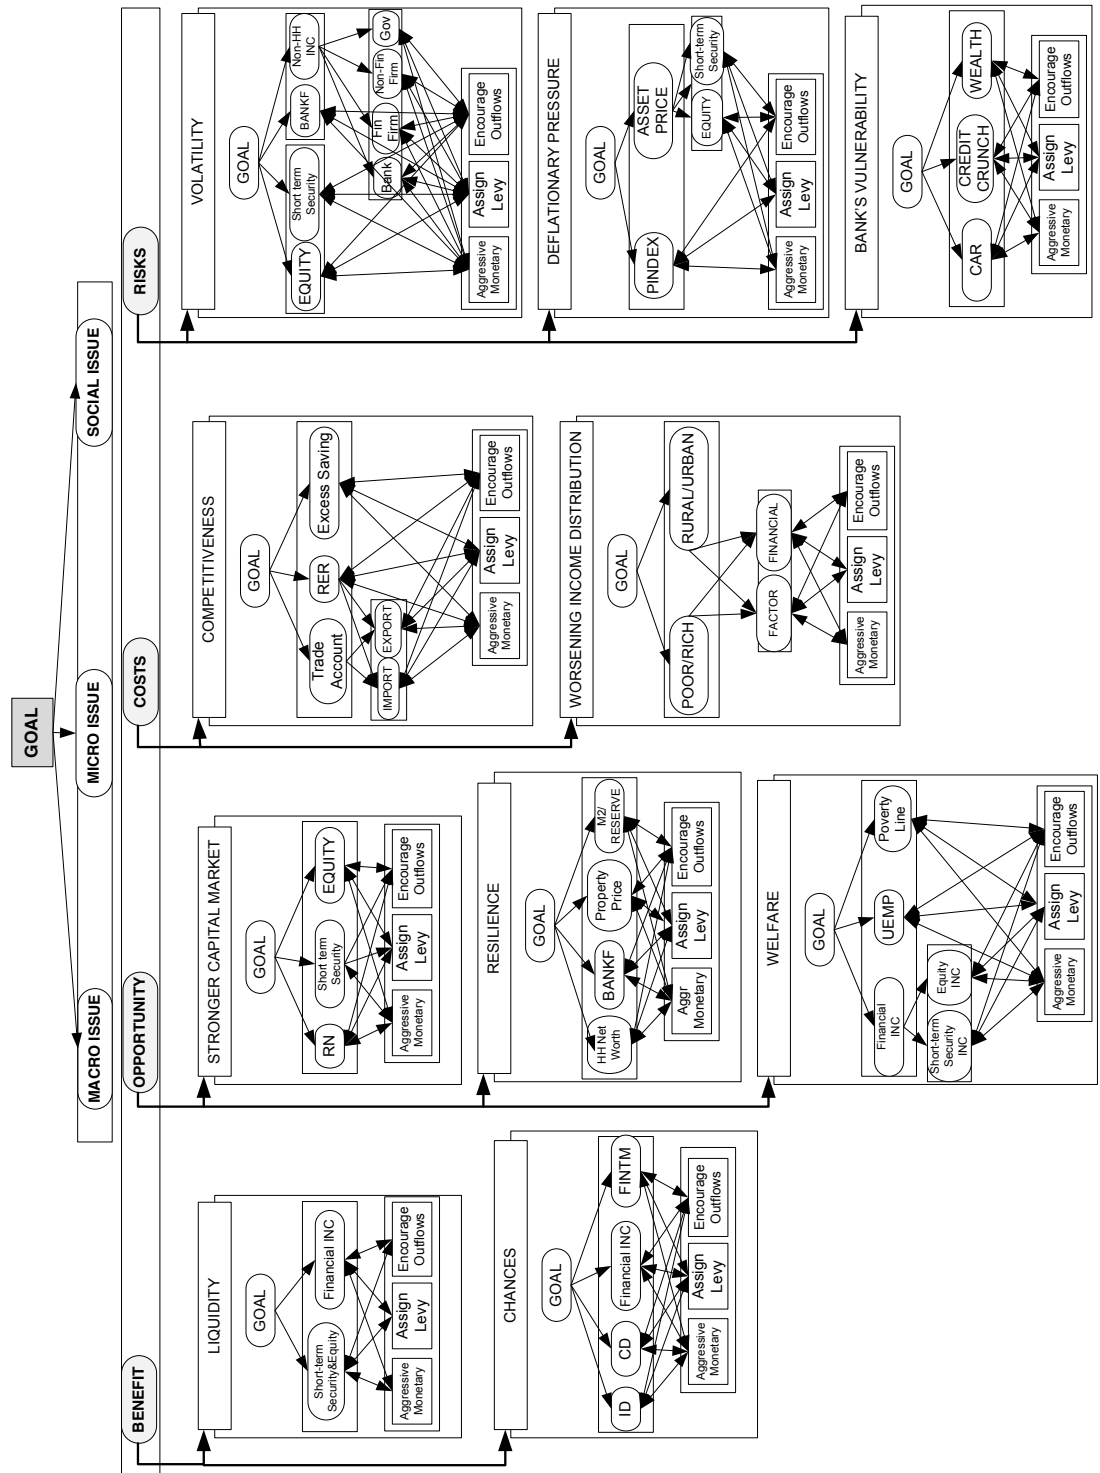 GOAL
MACRO ISSUE
MICRO ISSUE
SOCIAL ISSUE
BENEFIT
OPPORTUNITY
COSTS
RISKS
LIQUIDITY
GOAL
Short-term
Security&Equity
Financial INC
Aggressive
Monetary
Assign
Levy
Encourage
Outflows
CHANCES
GOAL
ID
CD
Financial INC
FINTM
Aggressive
Monetary
Assign
Levy
Encourage
Outflows
STRONGER CAPITAL MARKET
GOAL
RN
Short term
Security
EQUITY
Aggressive
Monetary
Assign
Levy
Encourage
Outflows
RESILIENCE
GOAL
HH Net
Worth
BANKF
Property
Price
M2/
RESERVE
Aggr
Monetary
Assign
Levy
Encourage
Outflows
WELFARE
GOAL
Financial
INC
UEMP
Poverty
Line
Short-term
Security
INC
Equity
INC
Aggressive
Monetary
Assign
Levy
Encourage
Outflows
COMPETITIVENESS
GOAL
Trade
Account
RER
Excess Saving
IMPORT
EXPORT
Aggressive
Monetary
Assign
Levy
Encourage
Outflows
WORSENING INCOME DISTRIBUTION
GOAL
POOR/RICH
RURAL/URBAN
FACTOR
FINANCIAL
Aggressive
Monetary
Assign
Levy
Encourage
Outflows
VOLATILITY
GOAL
EQUITY
Short term
Security
BANKF
Non-HH
INC
Bank
Fin
Firm
Non-Fin
Firm
Gov
Aggressive
Monetary
Assign
Levy
Encourage
Outflows
DEFLATIONARY PRESSURE
GOAL
PINDEX
ASSET
PRICE
EQUITY
Short-term
Security
Aggressive
Monetary
Assign
Levy
Encourage
Outflows
BANK'S VULNERABILITY
GOAL
CAR
CREDIT
CRUNCH
WEALTH
Aggressive
Monetary
Assign
Levy
Encourage
Outflows